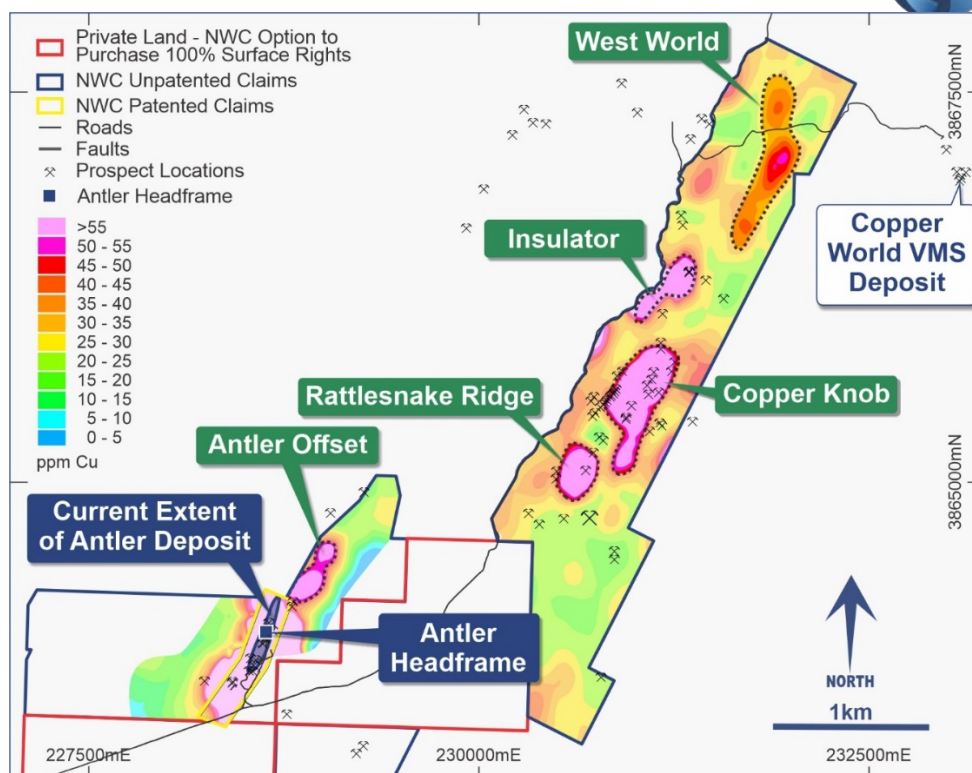 Private Land - NWC Option to
Purchase 100% Surface Rights
NWC Unpatented Claims
NWC Patented Claims
Roads
Faults
Prospect Locations
Antler Headframe
>55
50 - 55
45 - 50
40 - 45
35 - 40
30 - 35
25 - 30
20 - 25
15 - 20
10 - 15
5 - 10
0 - 5
ppm Cu
West World
3867500mN
Insulator
Copper
World VMS
Deposit
Rattlesnake Ridge
Copper Knob
Antler Offset
3865000mN
Current Extent
of Antler Deposit
Antler
Headframe
NORTH
1km
227500mE
230000mE
232500mE